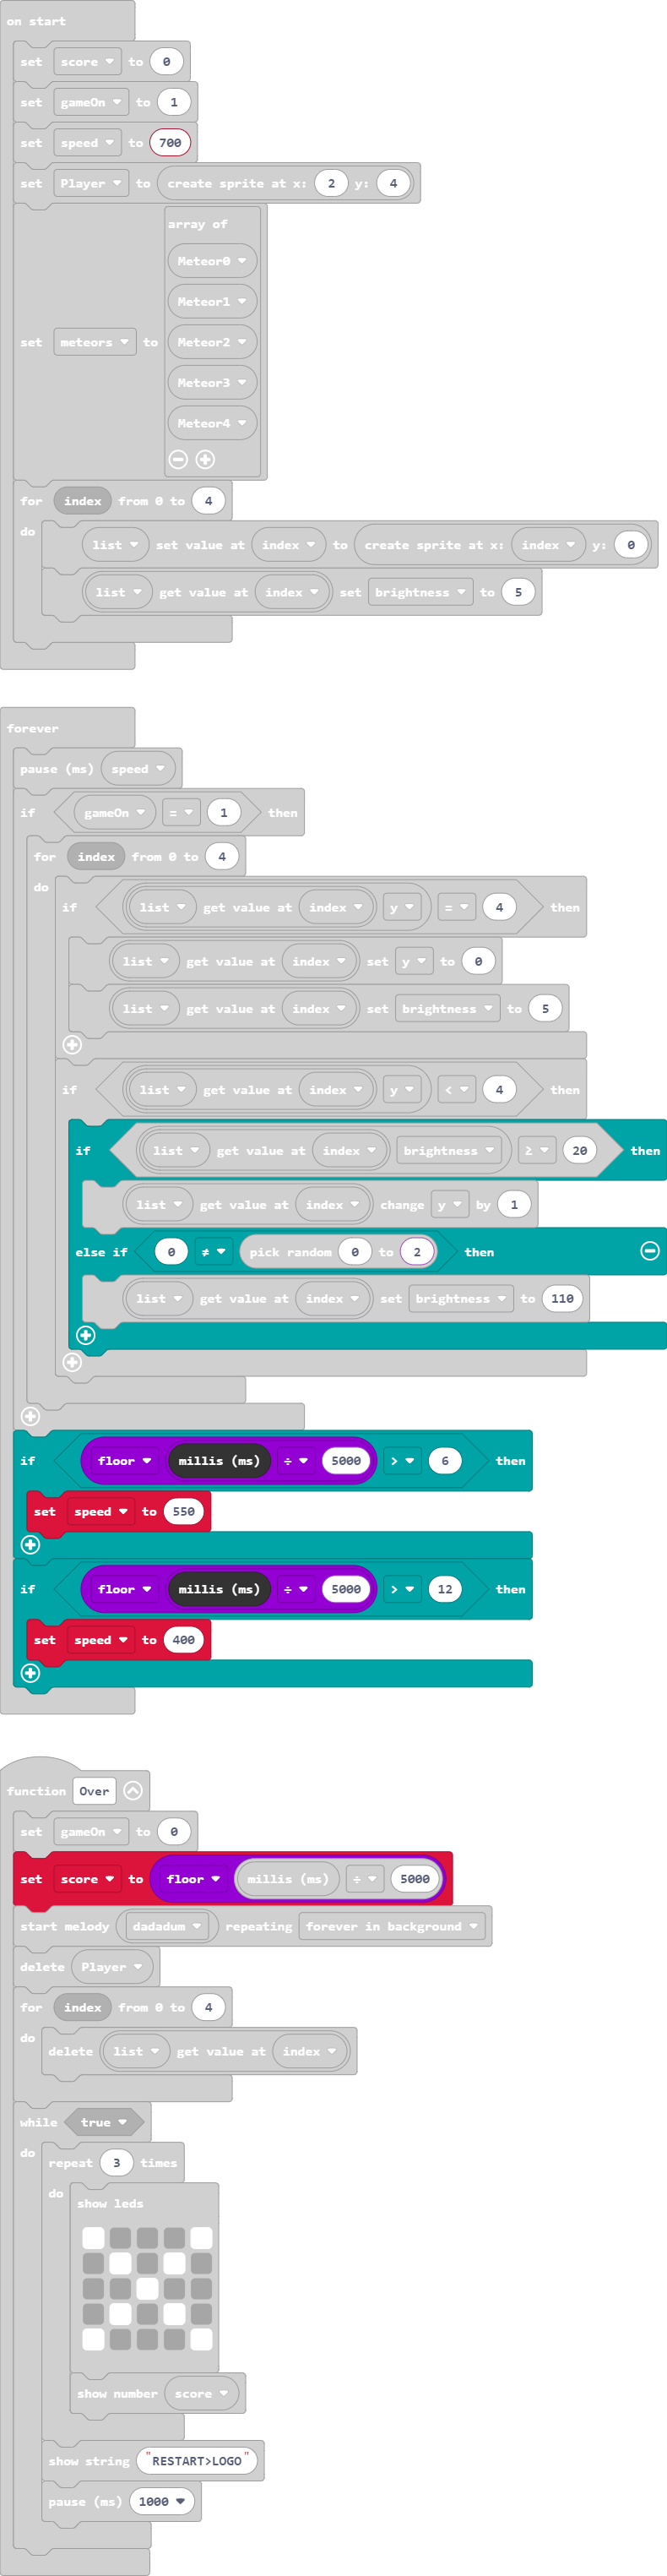 on start
set score to 0
set gameOn to 1
set speed to 700
set Player to create sprite at x: 2 y: 4
array of
Meteor0
Meteor1
set meteors to Meteor2
Meteor3
Meteor4
for index from 0 to 4
do
list set value at index to create sprite at x: index y: 0
list get value at index set brightness to 5
forever
pause (ms) speed
if gameOn = 1 then
for index from 0 to 4
do
if list get value at index y = 4 then
list get value at index set y to 0
list get value at index set brightness to 5
if list get value at index y < 4 then
if list get value at index brightness ≥ 20 then
list get value at index change y by 1
else if 0 ≠ pick random 0 to 2 then
list get value at index set brightness to 110
if floor millis (ms) ÷ 5000 > 6 then
set speed to 550
if floor millis (ms) ÷ 5000 > 12 then
set speed to 400
function Over
set gameOn to 0
set score to floor millis (ms) ÷ 5000
start melody dadadum repeating forever in background
delete Player
for index from 0 to 4
do
delete list get value at index
while true
do
repeat 3 times
do
show leds
show number score
show string "RESTART>LOGO"
pause (ms) 1000